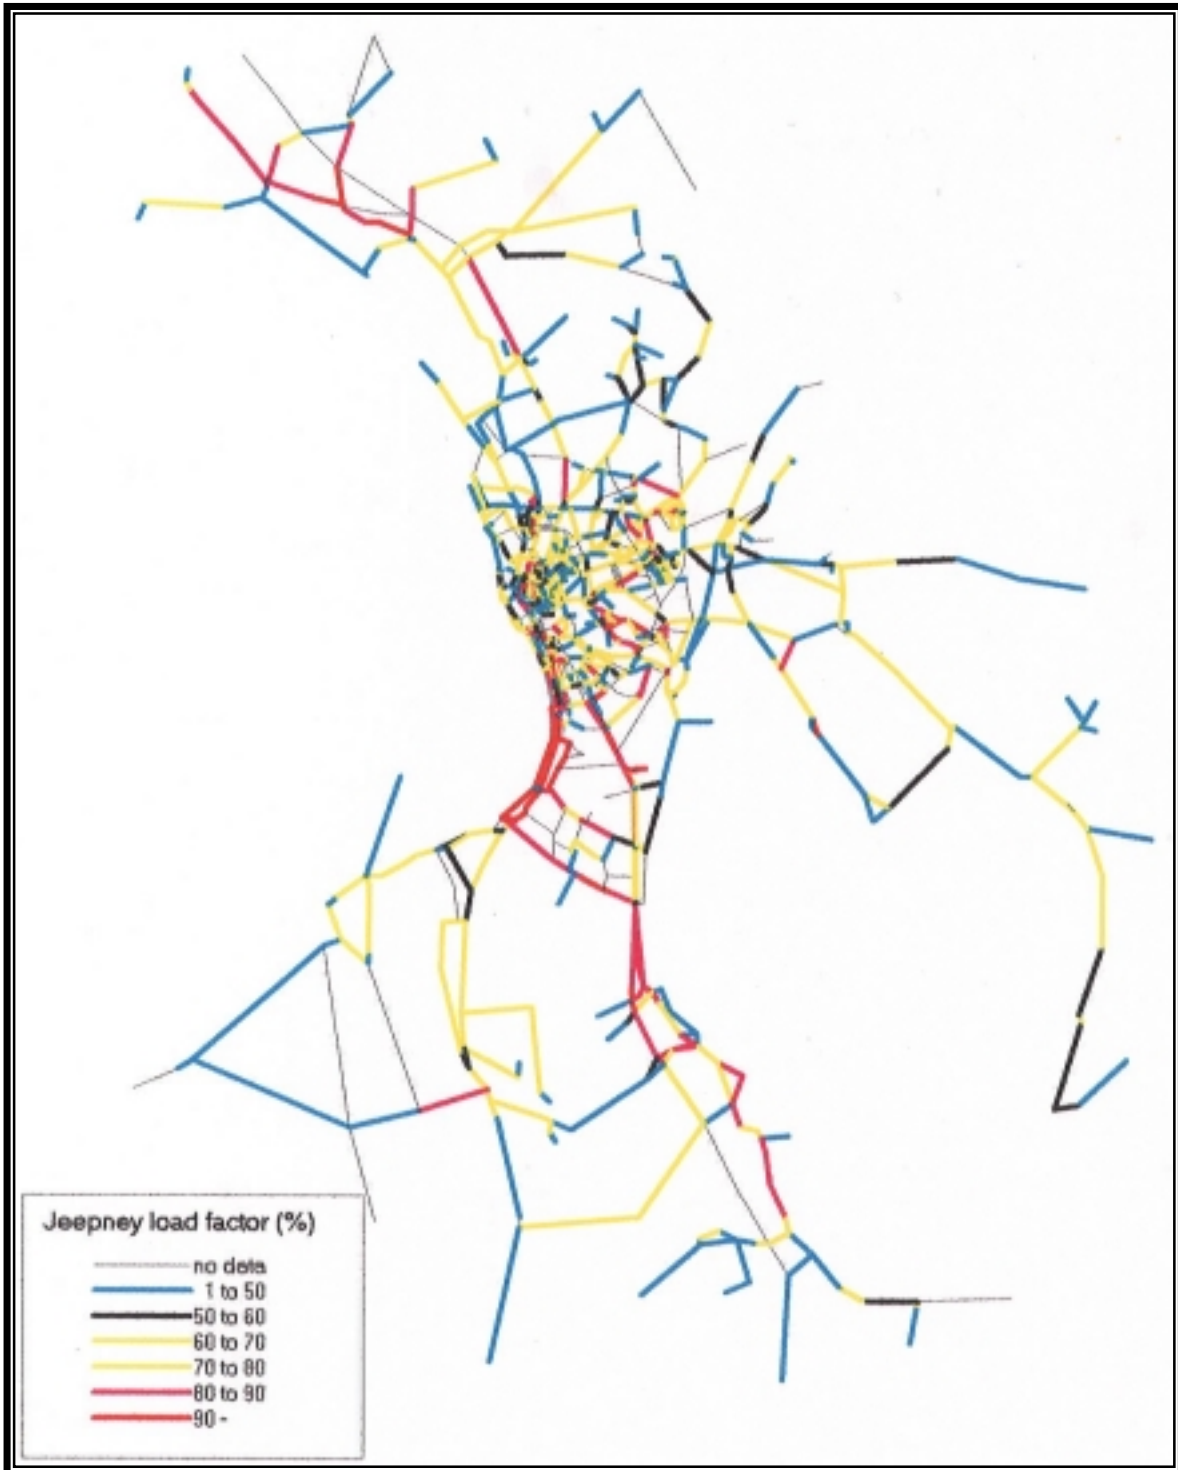 Jeepney load factor (%)
no data
1 to 50
50 to 60
60 to 70
70 to 80
80 to 90
90 -